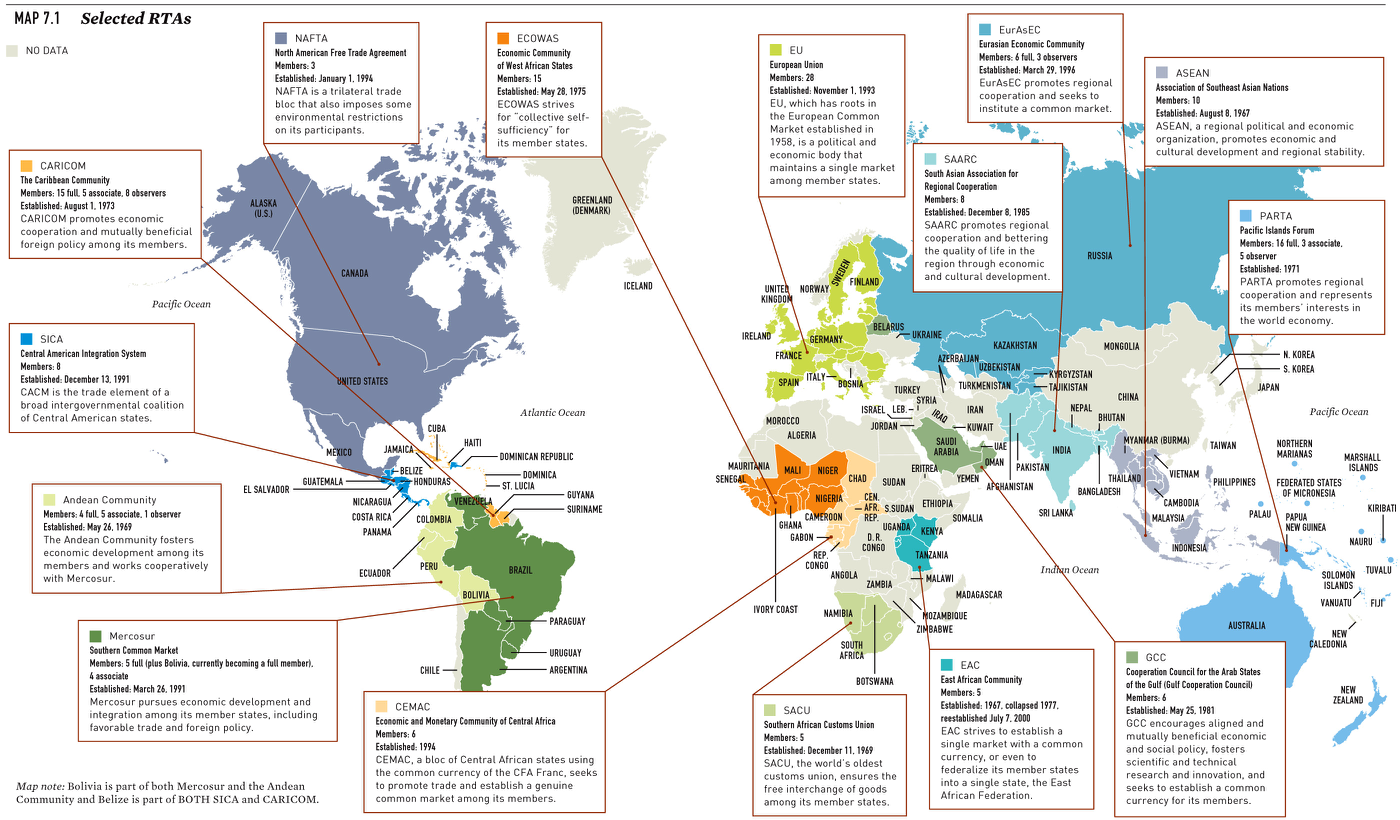 MAP 7.1 Selected RTAs
NO DATA
NAFTA
North American Free Trade Agreement
Members: 3
Established: January 1, 1994
NAFTA is a trilateral trade
bloc that also imposes some
environmental restrictions
on its participants.
ECOWAS
Economic Community
of West African States
Members: 15
Established: May 28, 1975
ECOWAS strives
for "collective self-
sufficiency" for
its member states.
EU
European Union
Members: 28
Established: November 1, 1993
EU, which has roots in
the European Common
Market established in
1958, is a political and
economic body that
maintains a single market
among member states.
EurAsEC
Eurasian Economic Community
Members: 6 full, 3 observers
Established: March 29, 1996
EurAsEC promotes regional
cooperation and seeks to
institute a common market.
ASEAN
Association of Southeast Asian Nations
Members: 10
Established: August 8, 1967
ASEAN, a regional political and economic
organization, promotes economic and
cultural development and regional stability.
CARICOM
The Caribbean Community
Members: 15 full, 5 associate, 8 observers
Established: August 1, 1973
CARICOM promotes economic
cooperation and mutually beneficial
foreign policy among its members.
SAARC
South Asian Association for
Regional Cooperation
Members: 8
Established: December 8, 1985
SAARC promotes regional
cooperation and bettering
the quality of life in the
region through economic
and cultural development.
PARTA
Pacific Islands Forum
Members: 16 full, 3 associate,
5 observer
Established: 1971
PARTA promotes regional
cooperation and represents
its members' interests in
the world economy.
SICA
Central American Integration System
Members: 8
Established: December 13, 1991
CACM is the trade element of a
broad intergovernmental coalition
of Central American states.
Andean Community
Members: 4 full, 5 associate, 1 observer
Established: May 26, 1969
The Andean Community fosters
economic development among its
members and works cooperatively
with Mercosur.
Mercosur
Southern Common Market
Members: 5 full (plus Bolivia, currently becoming a full member),
4 associate
Established: March 26, 1991
Mercosur pursues economic development and
integration among its member states, including
favorable trade and foreign policy.
CEMAC
Economic and Monetary Community of Central Africa
Members: 6
Established: 1994
CEMAC, a bloc of Central African states using
the common currency of the CFA Franc, seeks
to promote trade and establish a genuine
common market among its members.
SACU
Southern African Customs Union
Members: 5
Established: December 11, 1969
SACU, the world's oldest
customs union, ensures the
free interchange of goods
among its member states.
EAC
East African Community
Members: 5
Established: 1967, collapsed 1977,
reestablished July 7, 2000
EAC strives to establish a
single market with a common
currency, or even to
federalize its member states
into a single state, the East
African Federation.
GCC
Cooperation Council for the Arab States
of the Gulf (Gulf Cooperation Council)
Members: 6
Established: May 25, 1981
GCC encourages aligned and
mutually beneficial economic
and social policy, fosters
scientific and technical
research and innovation, and
seeks to establish a common
currency for its members.
ALASKA
(U.S.)
CANADA
GREENLAND
(DENMARK)
ICELAND
Pacific Ocean
UNITED STATES
Atlantic Ocean
MEXICO
CUBA
JAMAICA
HAITI
DOMINICAN REPUBLIC
BELIZE
GUATEMALA
HONDURAS
EL SALVADOR
NICARAGUA
COSTA RICA
PANAMA
DOMINICA
ST. LUCIA
GUYANA
SURINAME
VENEZUELA
COLOMBIA
ECUADOR
PERU
BRAZIL
BOLIVIA
PARAGUAY
URUGUAY
CHILE
ARGENTINA
UNITED
KINGDOM
NORWAY
SWEDEN
FINLAND
IRELAND
GERMANY
BELARUS
UKRAINE
FRANCE
ITALY
BOSNIA
SPAIN
RUSSIA
KAZAKHSTAN
MONGOLIA
AZERBAIJAN
UZBEKISTAN
KYRGYZSTAN
TURKMENISTAN
TAJIKISTAN
N. KOREA
S. KOREA
JAPAN
CHINA
TURKEY
SYRIA
ISRAEL
LEB.
JORDAN
IRAQ
IRAN
KUWAIT
SAUDI
ARABIA
UAE
OMAN
YEMEN
AFGHANISTAN
PAKISTAN
NEPAL
BHUTAN
INDIA
BANGLADESH
SRI LANKA
MYANMAR (BURMA)
TAIWAN
THAILAND
VIETNAM
CAMBODIA
PHILIPPINES
MALAYSIA
INDONESIA
Pacific Ocean
NORTHERN
MARIANAS
MARSHALL
ISLANDS
FEDERATED STATES
OF MICRONESIA
PALAU
PAPUA
NEW GUINEA
KIRIBATI
NAURU
TUVALU
SOLOMON
ISLANDS
VANUATU
FIJI
NEW
CALEDONIA
AUSTRALIA
NEW
ZEALAND
MOROCCO
ALGERIA
MAURITANIA
SENEGAL
MALI
NIGER
CHAD
SUDAN
ERITREA
NIGERIA
GHANA
CAMEROON
CEN.
AFR.
REP.
S.SUDAN
ETHIOPIA
SOMALIA
GABON
REP.
CONGO
D. R.
CONGO
UGANDA
KENYA
TANZANIA
IVORY COAST
ANGOLA
ZAMBIA
MALAWI
MADAGASCAR
MOZAMBIQUE
ZIMBABWE
NAMIBIA
SOUTH
AFRICA
BOTSWANA
Indian Ocean
Map note: Bolivia is part of both Mercosur and the Andean
Community and Belize is part of BOTH SICA and CARICOM.